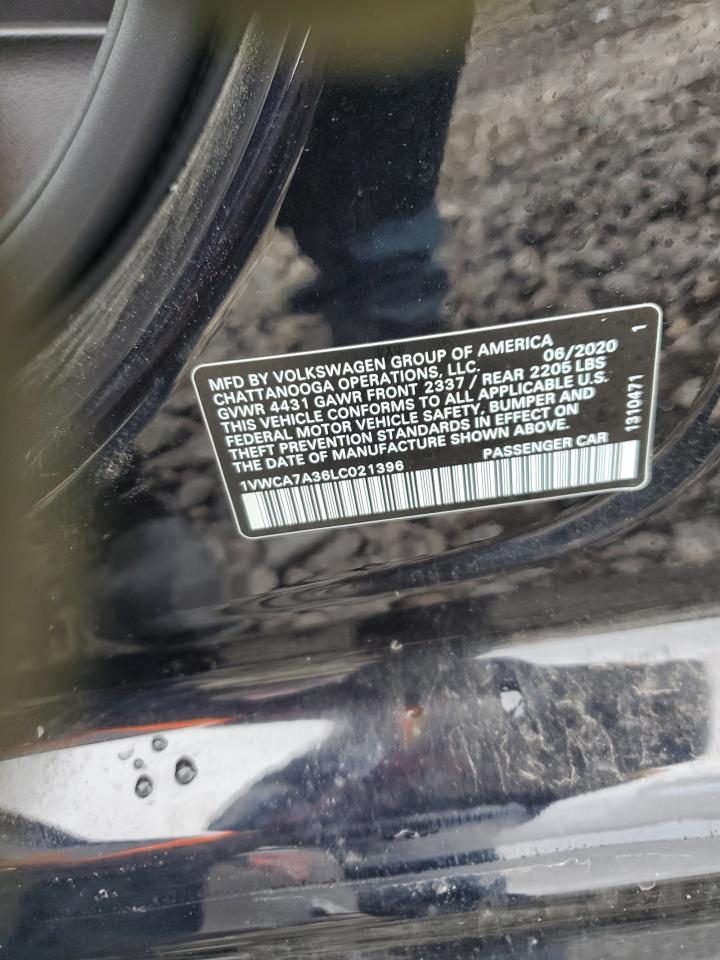 MFD BY VOLKSWAGEN GROUP OF AMERICA
CHATTANOOGA OPERATIONS, LLC. 06/2020 1
GVWR 4431 GAWR FRONT 2337 / REAR 2205 LBS
THIS VEHICLE CONFORMS TO ALL APPLICABLE U.S.
FEDERAL MOTOR VEHICLE SAFETY, BUMPER AND
THEFT PREVENTION STANDARDS IN EFFECT ON
THE DATE OF MANUFACTURE SHOWN ABOVE.
1VWCA7A36LC021396 PASSENGER CAR
1310471